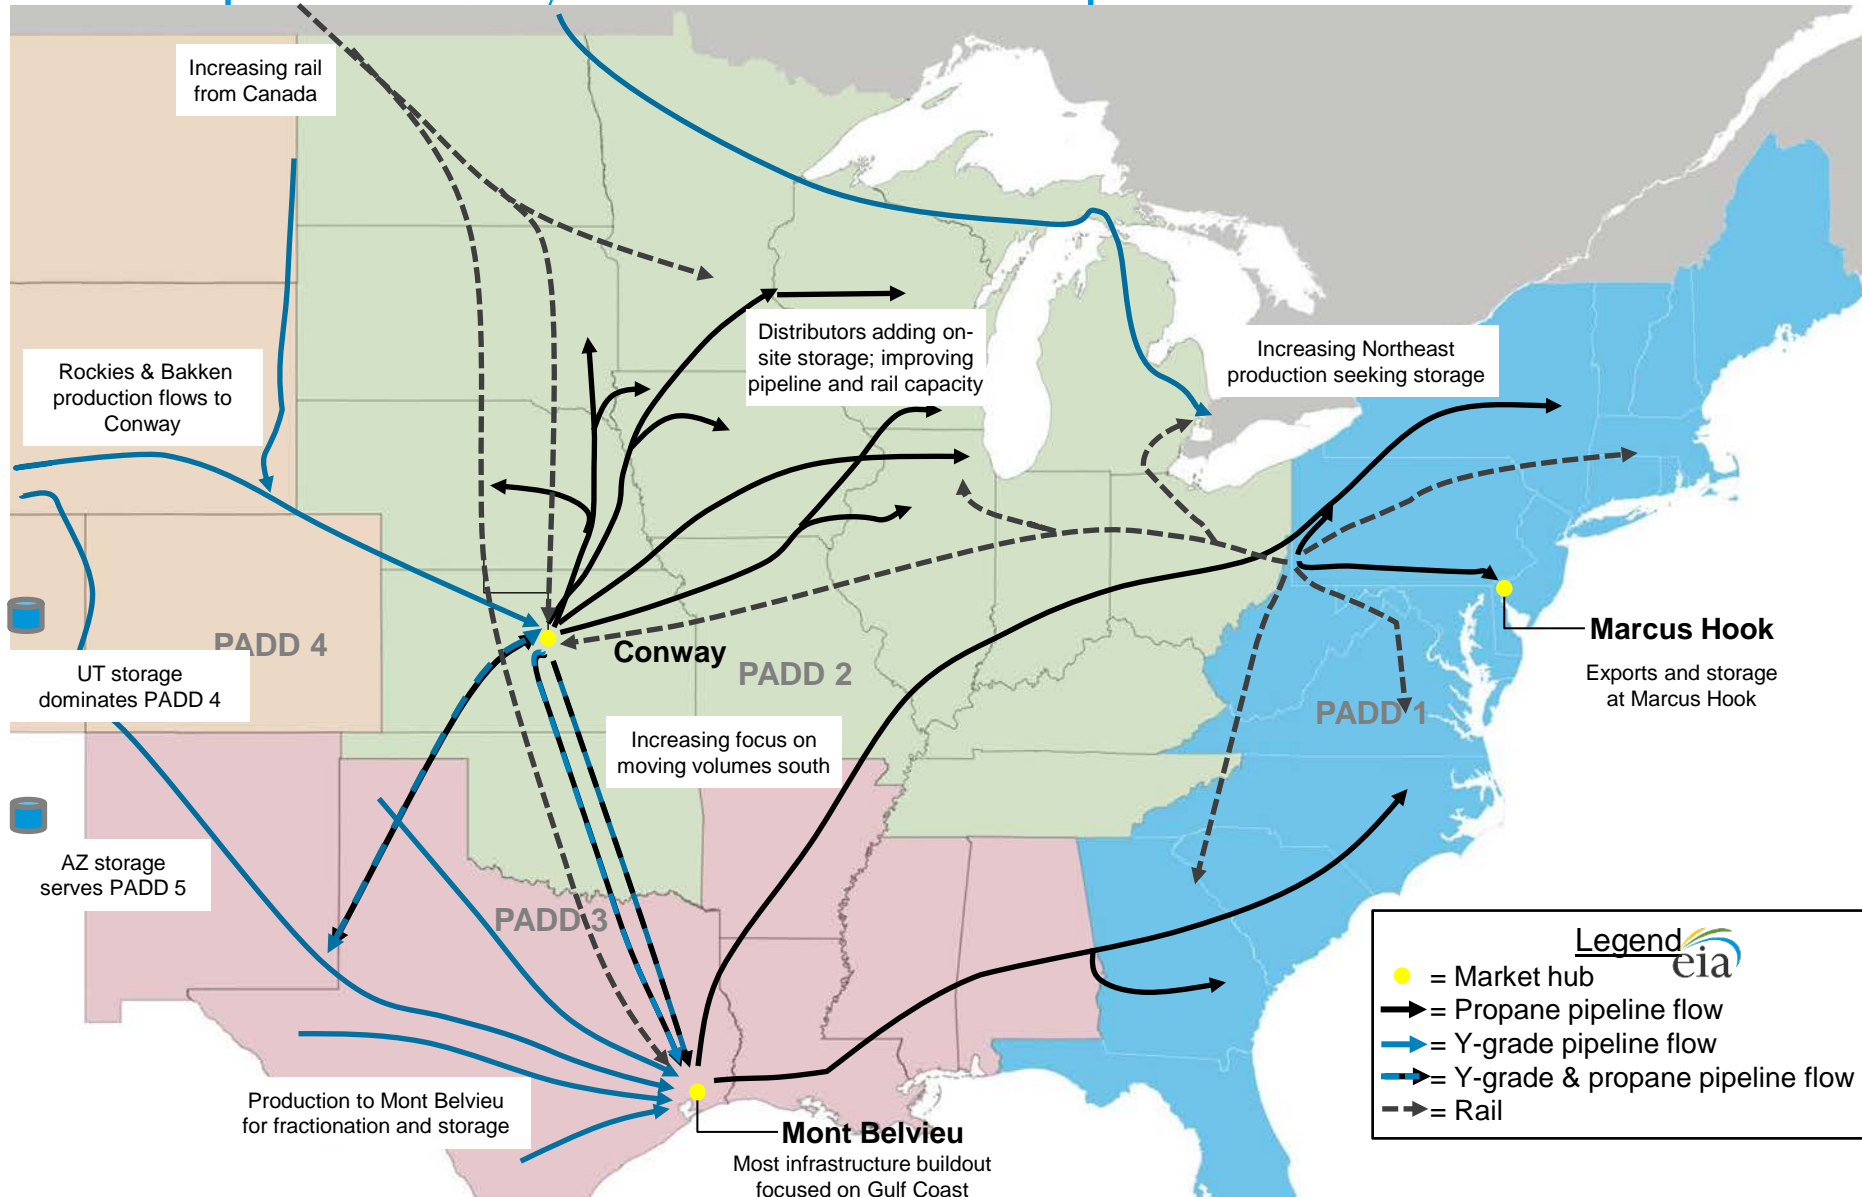 Increasing rail
from Canada
Rockies & Bakken
production flows to
Conway
Distributors adding on-
site storage; improving
pipeline and rail capacity
Increasing Northeast
production seeking storage
PADD 4
UT storage
dominates PADD 4
Conway
PADD 2
Marcus Hook
Exports and storage
at Marcus Hook
PADD 1
Increasing focus on
moving volumes south
AZ storage
serves PADD 5
PADD 3
Legend
eia
= Market hub
= Propane pipeline flow
= Y-grade pipeline flow
= Y-grade & propane pipeline flow
= Rail
Production to Mont Belvieu
for fractionation and storage
Mont Belvieu
Most infrastructure buildout
focused on Gulf Coast